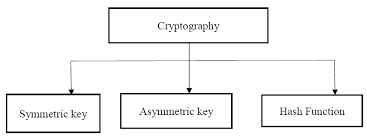 Cryptography
Symmetric key
Asymmetric key
Hash Function